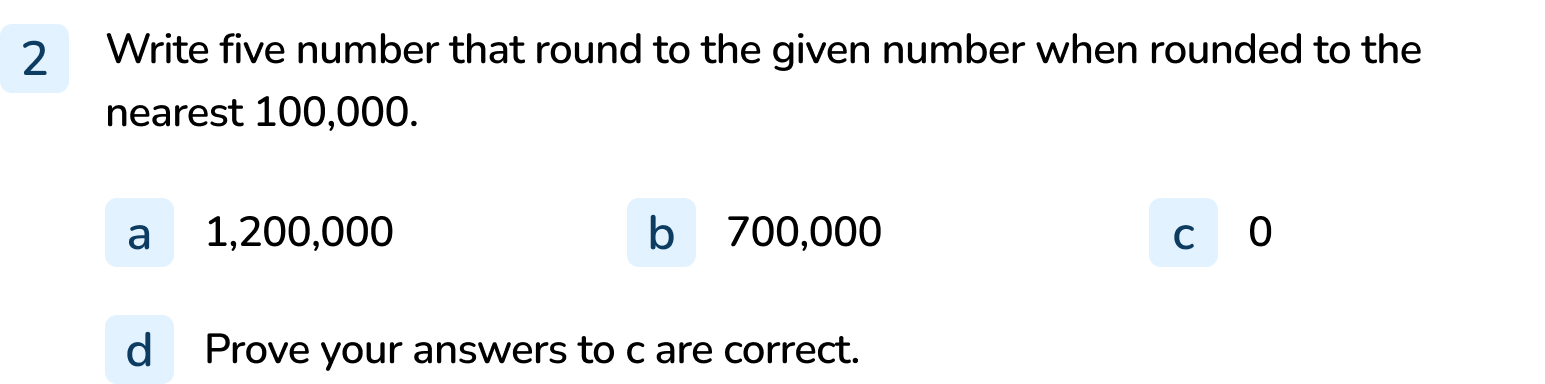 2 Write five number that round to the given number when rounded to the
nearest 100,000.
a 1,200,000 b 700,000 c 0
d Prove your answers to c are correct.